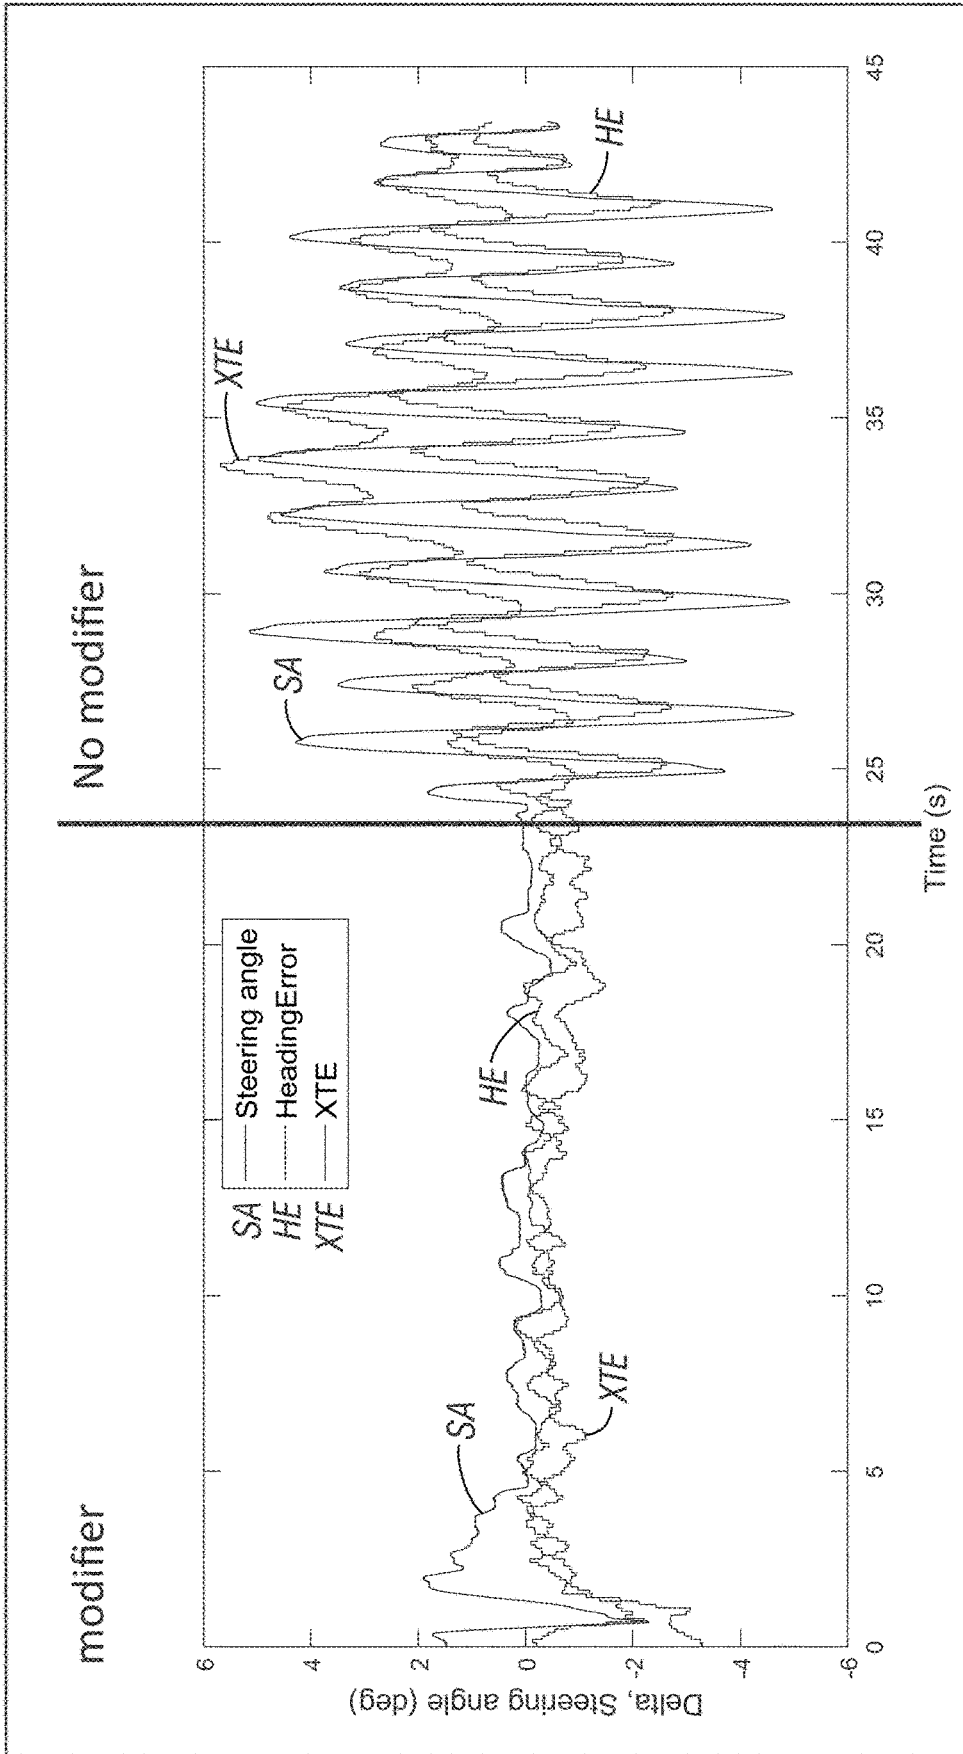 modifier
No modifier
SA
Steering angle
HE
HeadingError
XTE
XTE
SA
XTE
HE
SA
XTE
HE
6
4
2
0
-2
-4
-6
Delta, Steering angle (deg)
0
5
10
15
20
25
30
35
40
45
Time (s)